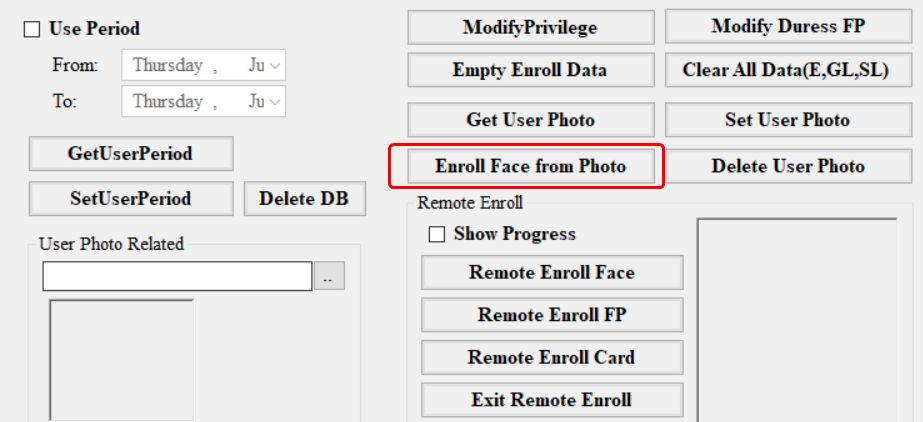 Use Period
From:
Thursday , Ju
To:
Thursday , Ju
GetUserPeriod
SetUserPeriod
Delete DB
User Photo Related
..
ModifyPrivilege
Modify Duress FP
Empty Enroll Data
Clear All Data(E,GL,SL)
Get User Photo
Set User Photo
Enroll Face from Photo
Delete User Photo
Remote Enroll
Show Progress
Remote Enroll Face
Remote Enroll FP
Remote Enroll Card
Exit Remote Enroll